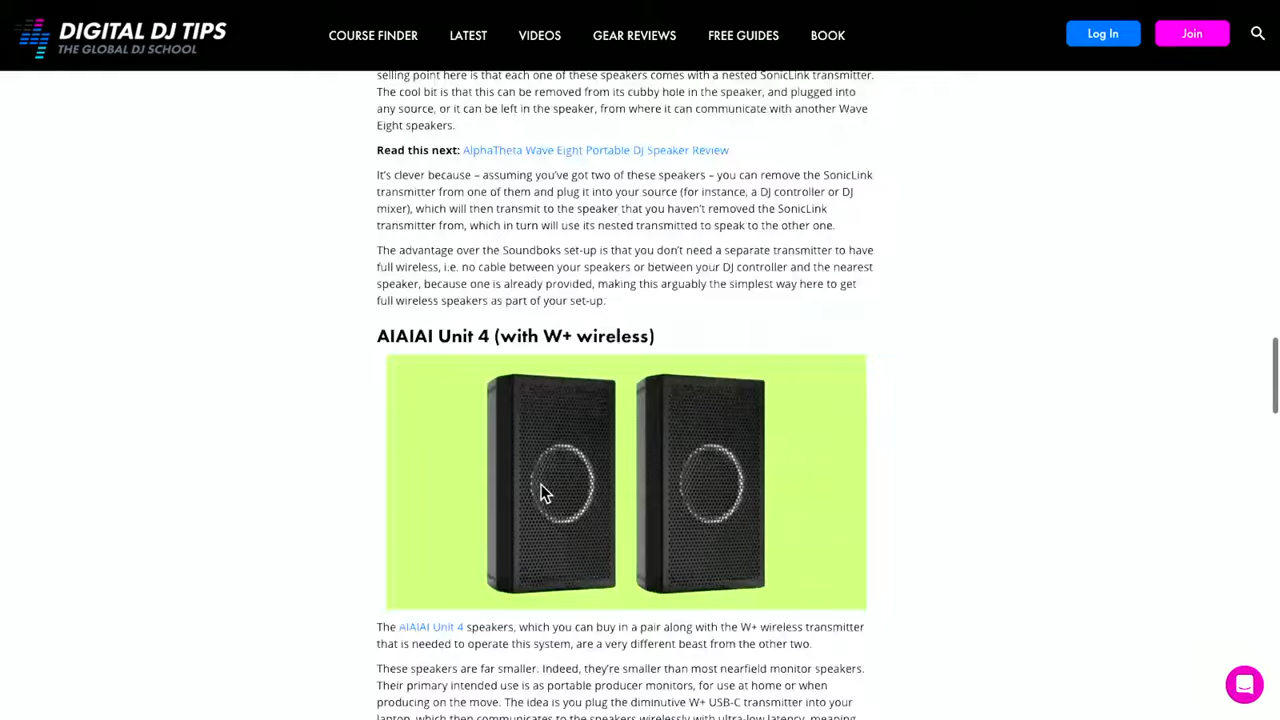 DIGITAL DJ TIPS
THE GLOBAL DJ SCHOOL
COURSE FINDER
LATEST
VIDEOS
GEAR REVIEWS
FREE GUIDES
BOOK
Log In
Join
selling point here is that each one of these speakers comes with a nested SonicLink transmitter.
The cool bit is that this can be removed from its cubby hole in the speaker, and plugged into
any source, or it can be left in the speaker, from where it can communicate with another Wave
Eight speakers.
Read this next: AlphaTheta Wave Eight Portable DJ Speaker Review
It's clever because – assuming you've got two of these speakers – you can remove the SonicLink
transmitter from one of them and plug it into your source (for instance, a DJ controller or DJ
mixer), which will then transmit to the speaker that you haven't removed the SonicLink
transmitter from, which in turn will use its nested transmitted to speak to the other one.
The advantage over the Soundboks set-up is that you don't need a separate transmitter to have
full wireless, i.e. no cable between your speakers or between your DJ controller and the nearest
speaker, because one is already provided, making this arguably the simplest way here to get
full wireless speakers as part of your set-up.
AIAIAI Unit 4 (with W+ wireless)
The AIAIAI Unit 4 speakers, which you can buy in a pair along with the W+ wireless transmitter
that is needed to operate this system, are a very different beast from the other two.
These speakers are far smaller. Indeed, they're smaller than most nearfield monitor speakers.
Their primary intended use is as portable producer monitors, for use at home or when
producing on the move. The idea is you plug the diminutive W+ USB-C transmitter into your
laptop, which then communicates to the speakers wirelessly with ultra-low latency, meaning